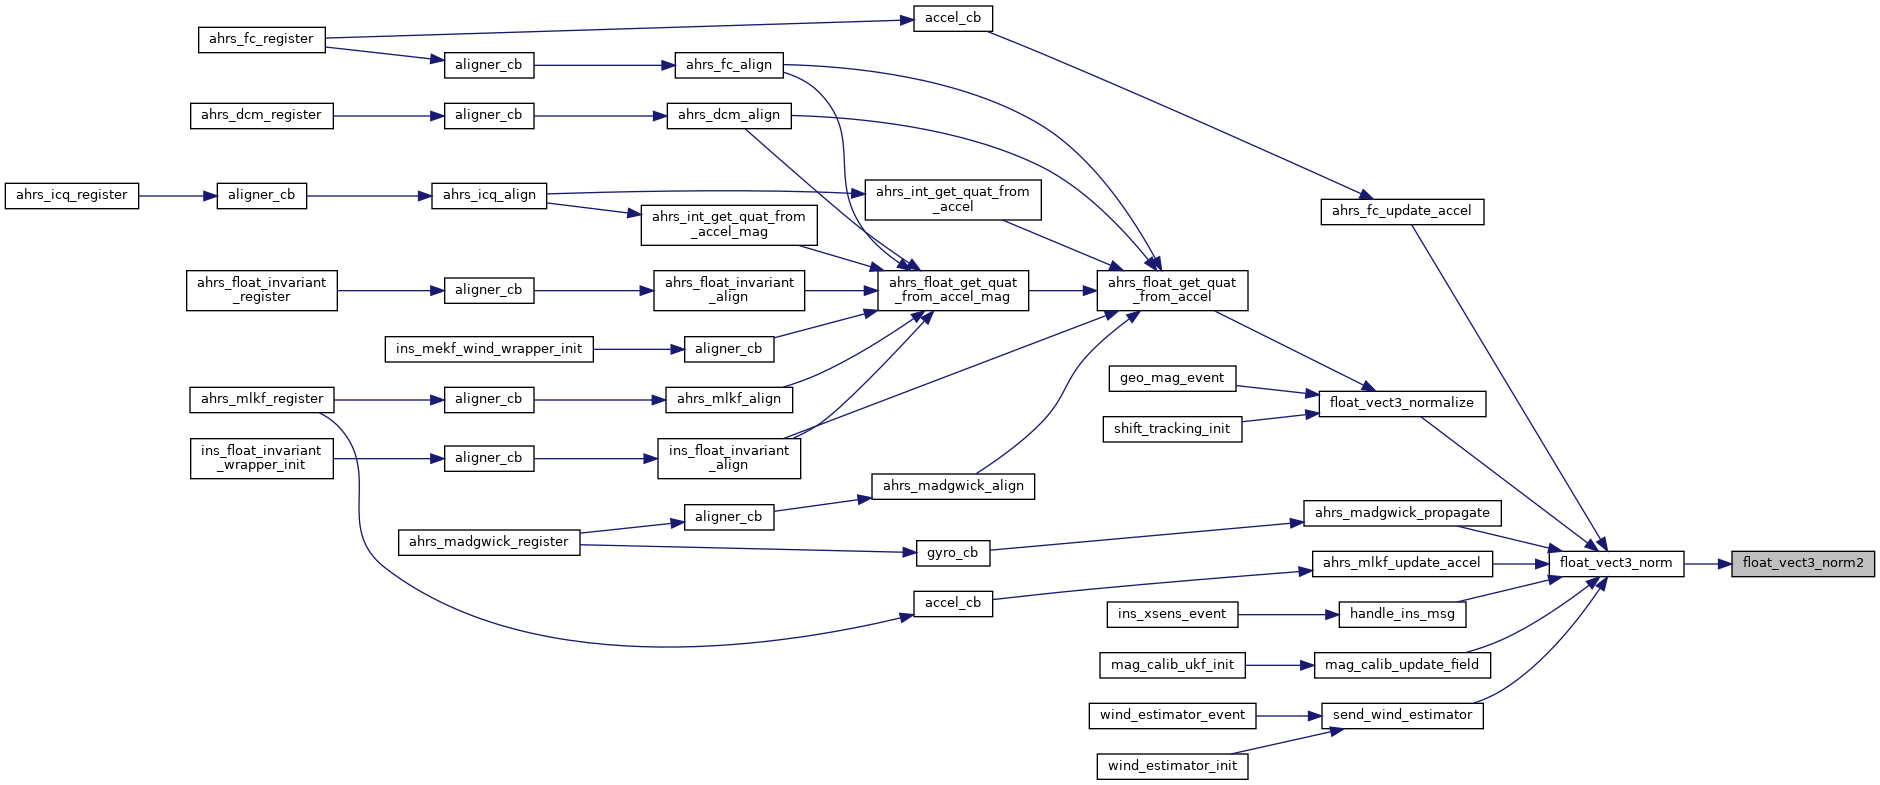 accel_cb
ahrs_fc_register
aligner_cb
ahrs_fc_align
ahrs_dcm_register
aligner_cb
ahrs_dcm_align
ahrs_icq_register
aligner_cb
ahrs_icq_align
ahrs_int_get_quat_from
_accel
ahrs_int_get_quat_from
_accel_mag
ahrs_fc_update_accel
ahrs_float_invariant
_register
aligner_cb
ahrs_float_invariant
_align
ahrs_float_get_quat
_from_accel_mag
ahrs_float_get_quat
_from_accel
ins_mekf_wind_wrapper_init
aligner_cb
geo_mag_event
float_vect3_normalize
shift_tracking_init
ahrs_mlkf_register
aligner_cb
ahrs_mlkf_align
ins_float_invariant
_wrapper_init
aligner_cb
ins_float_invariant
_align
ahrs_madgwick_align
aligner_cb
ahrs_madgwick_register
gyro_cb
ahrs_madgwick_propagate
ahrs_mlkf_update_accel
float_vect3_norm
float_vect3_norm2
accel_cb
ins_xsens_event
handle_ins_msg
mag_calib_ukf_init
mag_calib_update_field
wind_estimator_event
send_wind_estimator
wind_estimator_init